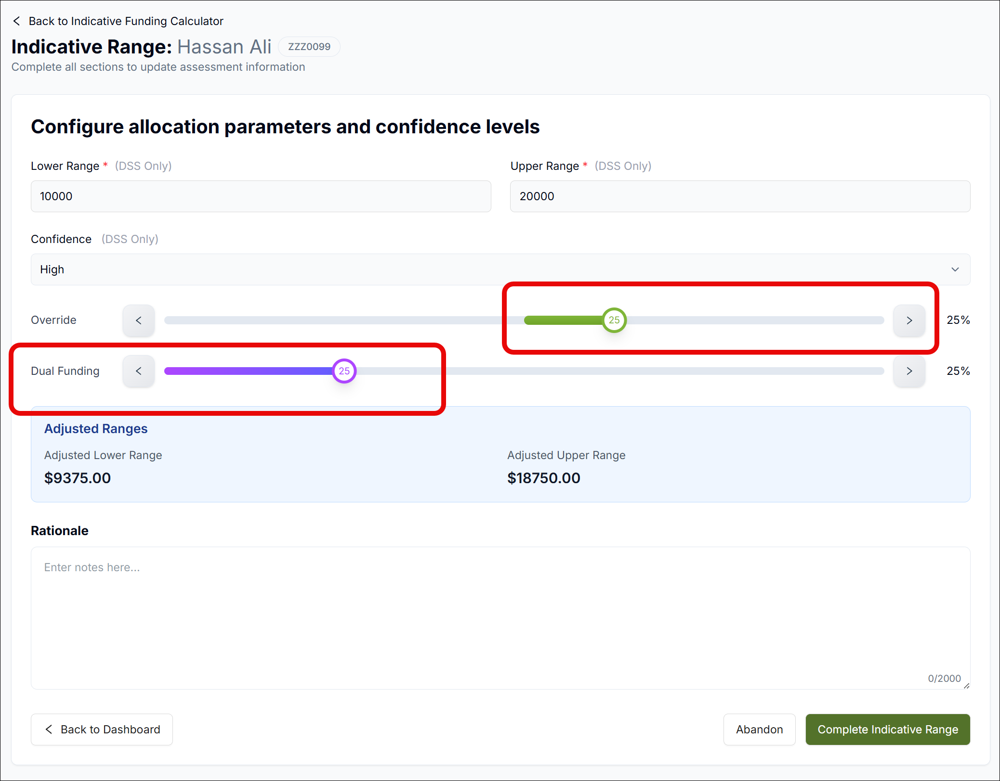 Back to Indicative Funding Calculator
Indicative Range: Hassan Ali ZZZ0099
Complete all sections to update assessment information
Configure allocation parameters and confidence levels
Lower Range * (DSS Only)
Upper Range * (DSS Only)
10000
20000
Confidence (DSS Only)
High
Override < 25 > 25%
Dual Funding < 25 > 25%
Adjusted Ranges
Adjusted Lower Range
Adjusted Upper Range
$9375.00
$18750.00
Rationale
Enter notes here...
0/2000
Back to Dashboard
Abandon
Complete Indicative Range